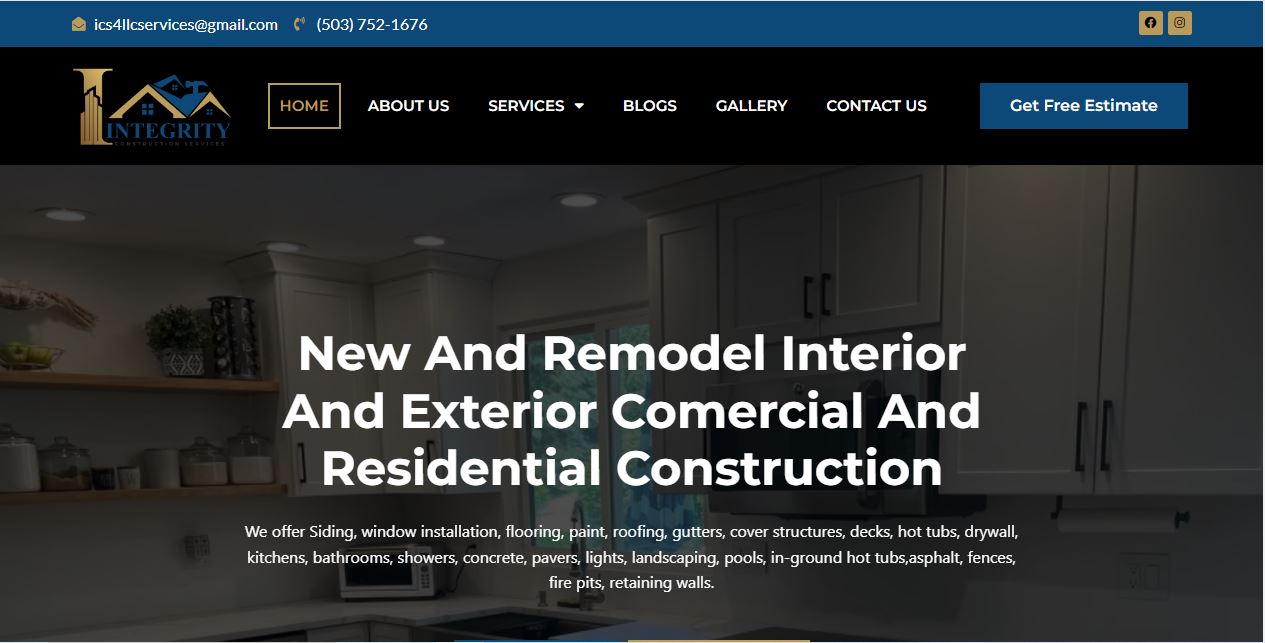 ics4llcservices@gmail.com (503) 752-1676
INTEGRITY
CONSTRUCTION SERVICES
HOME ABOUT US SERVICES BLOGS GALLERY CONTACT US Get Free Estimate
New And Remodel Interior
And Exterior Comercial And
Residential Construction
We offer Siding, window installation, flooring, paint, roofing, gutters, cover structures, decks, hot tubs, drywall,
kitchens, bathrooms, showers, concrete, pavers, lights, landscaping, pools, in-ground hot tubs,asphalt, fences,
fire pits, retaining walls.